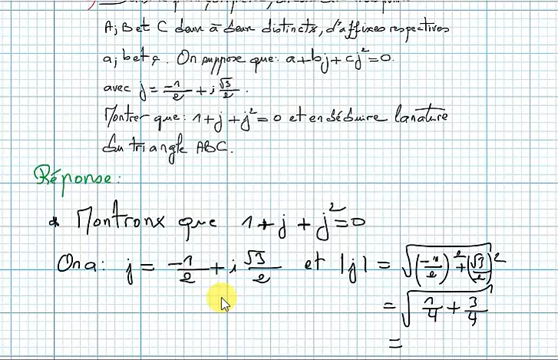 A, B et C deux à deux distincts, d'affixes respectives
a, b et c. On suppose que: a+bj+cj²=0.
avec j = -1/2 + i √3/2.
Montrer que: 1+j+j²=0 et en déduire la nature
du triangle ABC.
Réponse:
* Montrons que 1+j+j²=0
On a: j = -1/2 + i √3/2 et |j| = √((-1/2)²+(√3/2)²)
= √(1/4 + 3/4)
=